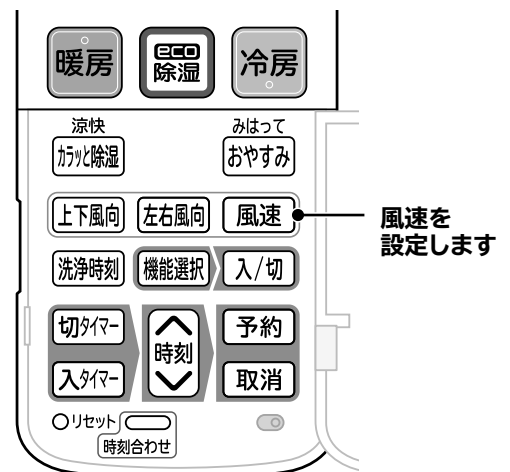 暖房
eco
除湿
冷房
涼快
カラッと除湿
みはって
おやすみ
上下風向
左右風向
風速
風速を
設定します
洗浄時刻
機能選択
入/切
切タイマー
時刻
予約
入タイマー
取消
リセット
時刻合わせ